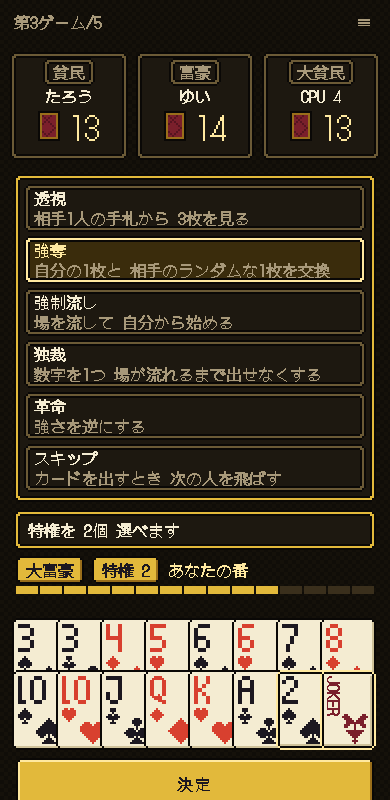 第3ゲーム/5
貧民 富豪 大貧民
たろう ゆい CPU 4
13 14 13
透視
相手1人の手札から 3枚を見る
強奪
自分の1枚と 相手のランダムな1枚を交換
強制流し
場を流して 自分から始める
独裁
数字を1つ 場が流れるまで出せなくする
革命
強さを逆にする
スキップ
カードを出すとき 次の人を飛ばす
特権を 2個 選べます
大富豪 特権 2 あなたの番
3 3 4 5 6 6 7 8
10 10 J Q K A 2 JOKER
決定